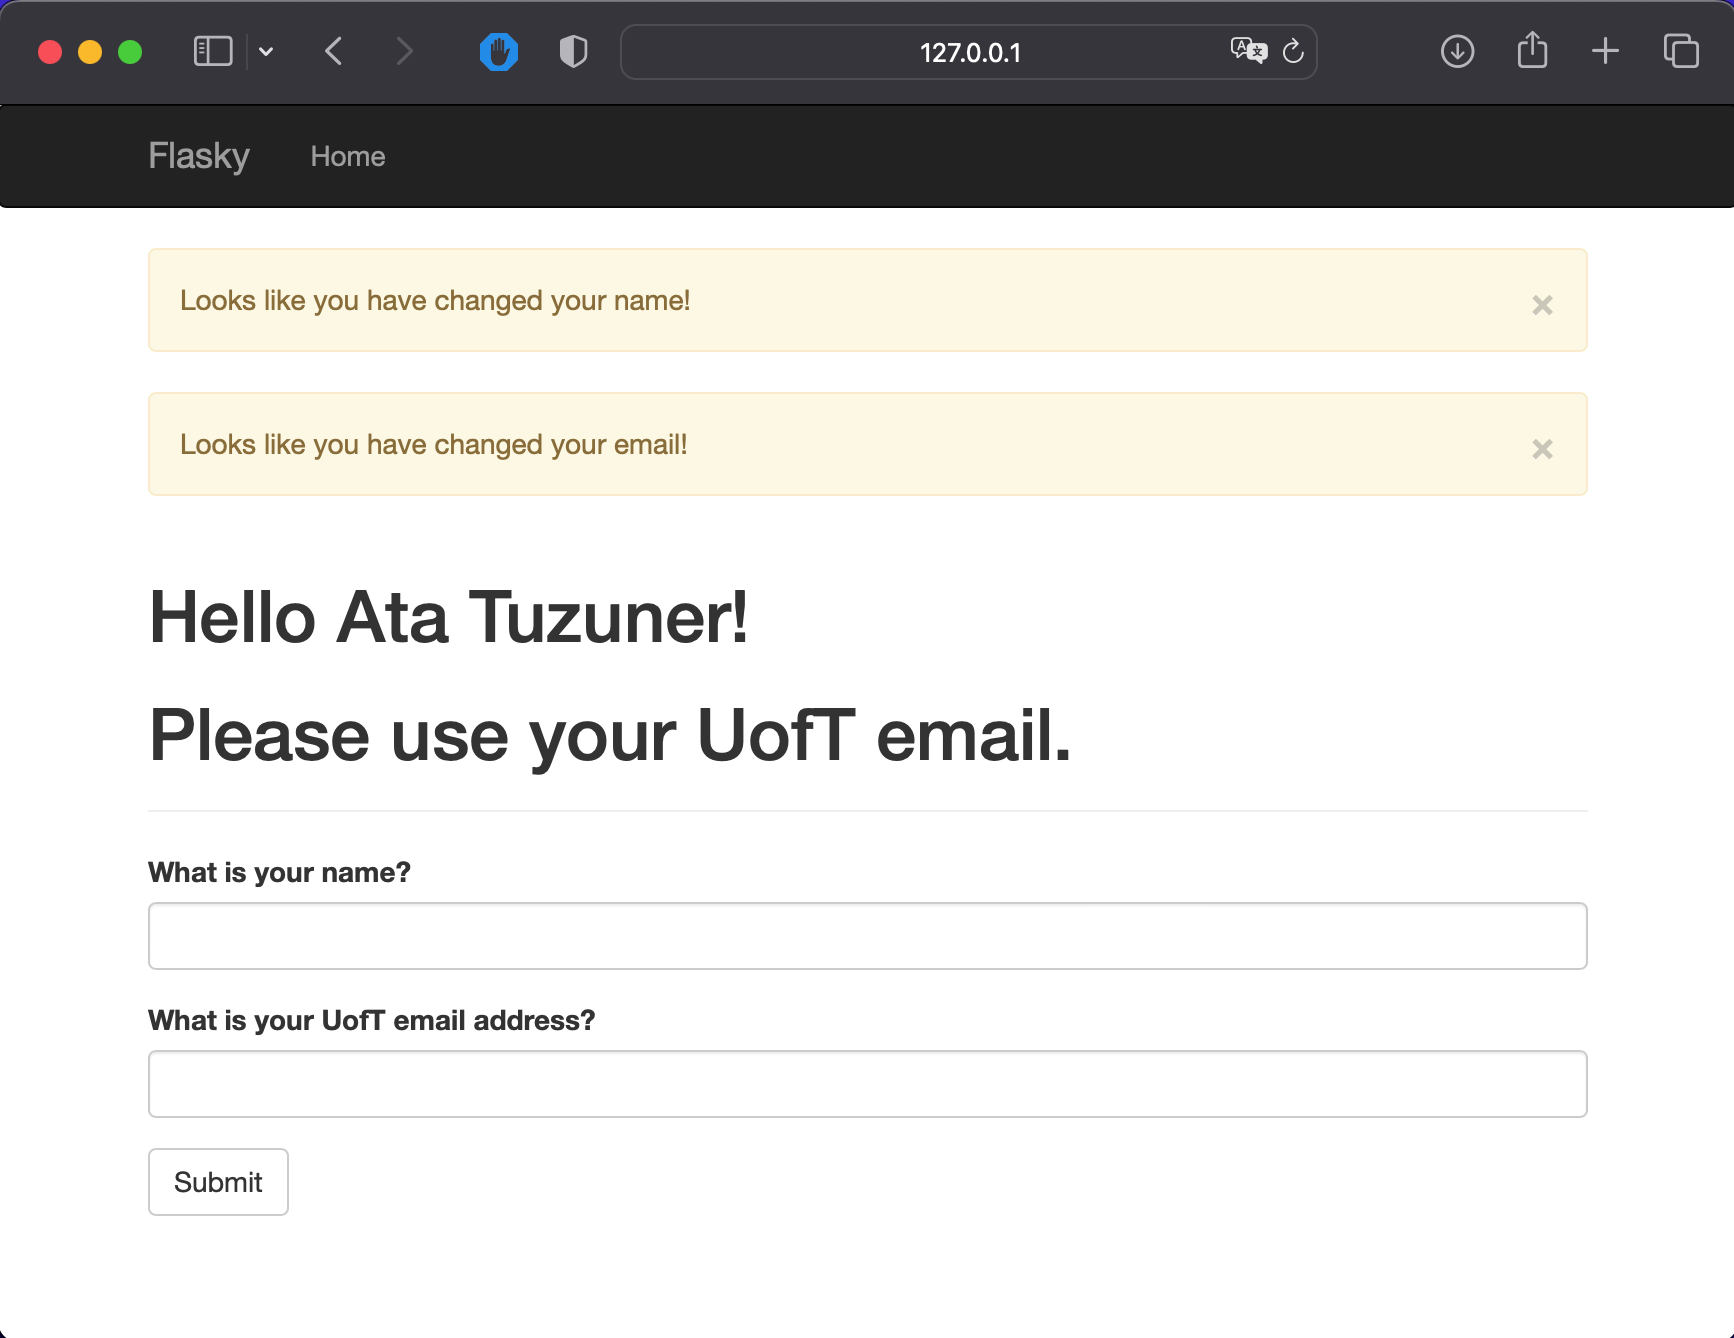 127.0.0.1
Flasky Home
Looks like you have changed your name! ×
Looks like you have changed your email! ×
Hello Ata Tuzuner!
Please use your UofT email.
What is your name?
What is your UofT email address?
Submit